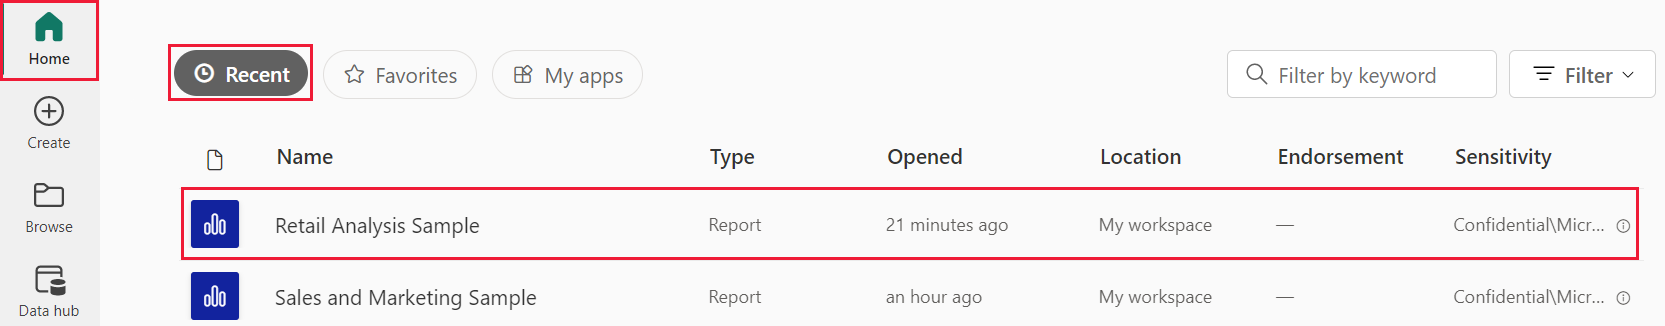 Home
Create
Browse
Data hub
Recent Favorites My apps Filter by keyword Filter
Name Type Opened Location Endorsement Sensitivity
Retail Analysis Sample Report 21 minutes ago My workspace — Confidential\Micr...
Sales and Marketing Sample Report an hour ago My workspace — Confidential\Micr...